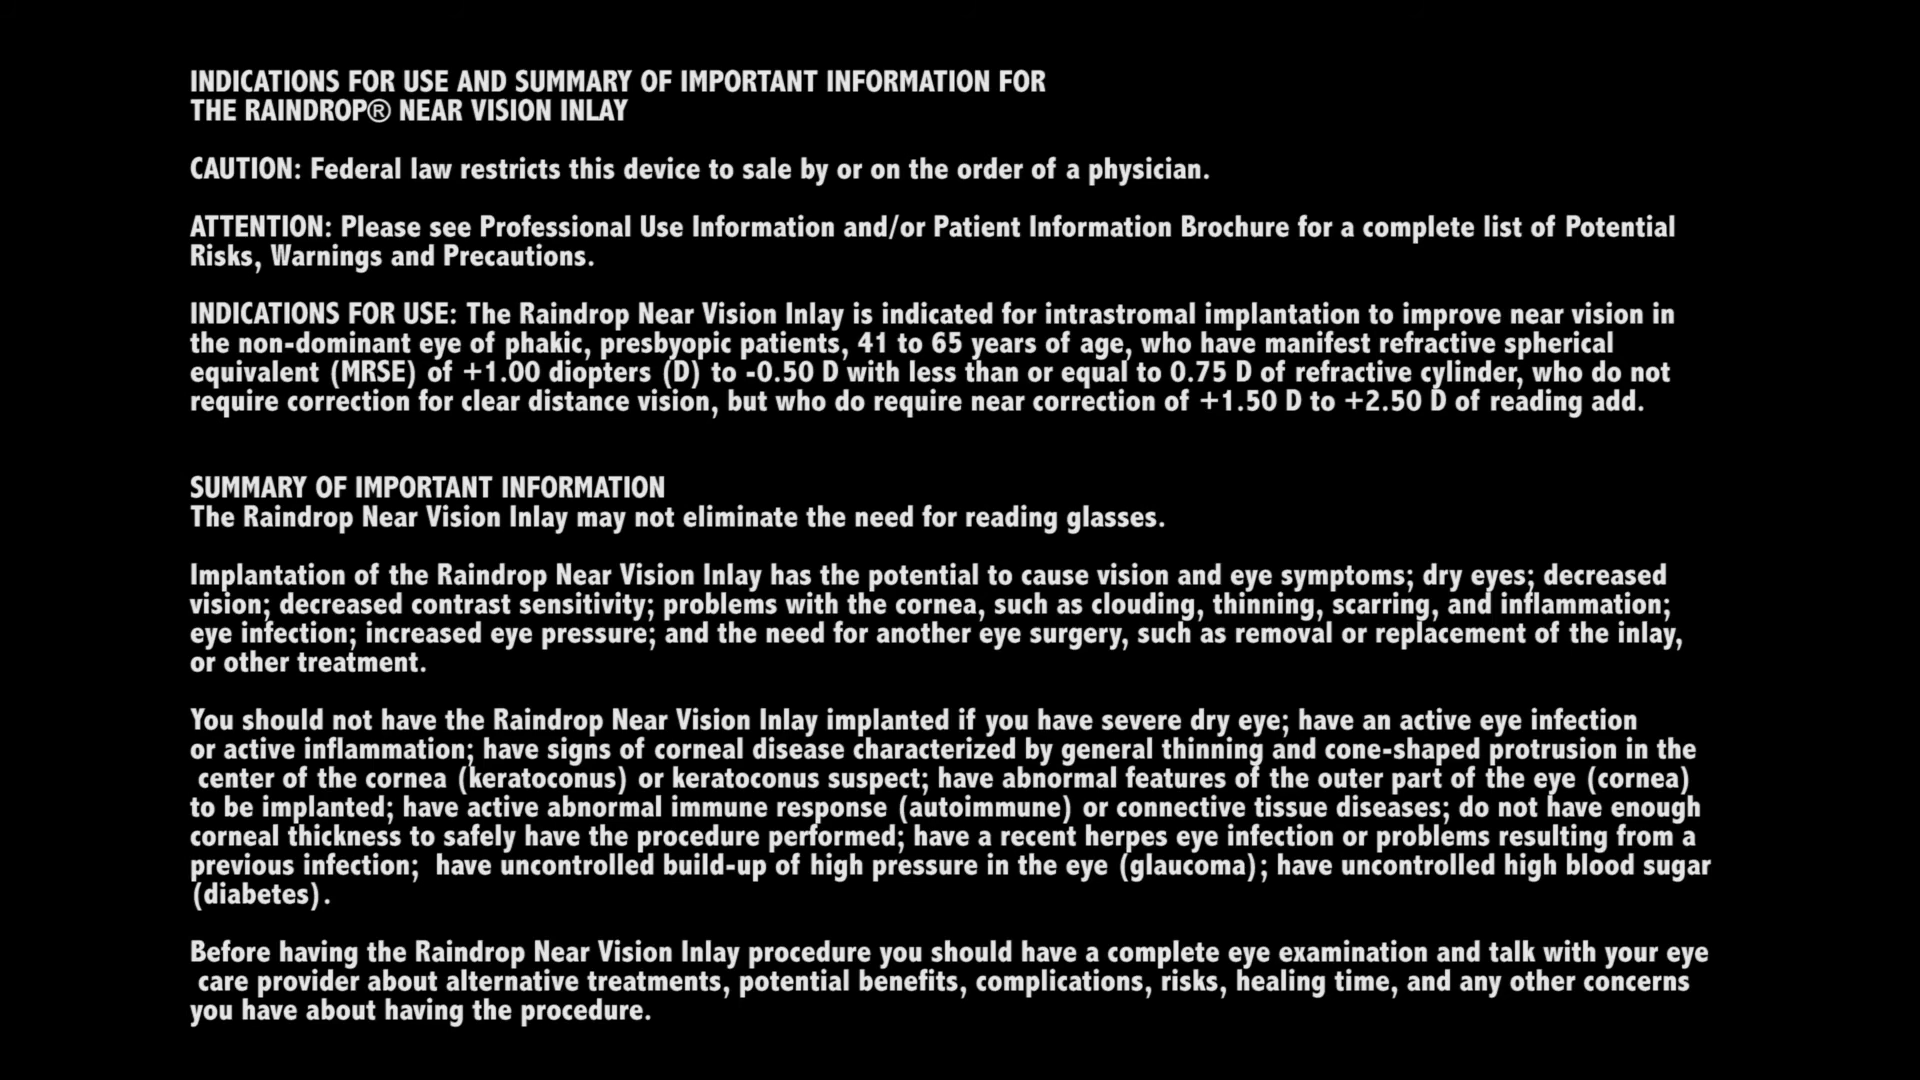 INDICATIONS FOR USE AND SUMMARY OF IMPORTANT INFORMATION FOR
THE RAINDROP® NEAR VISION INLAY
CAUTION: Federal law restricts this device to sale by or on the order of a physician.
ATTENTION: Please see Professional Use Information and/or Patient Information Brochure for a complete list of Potential
Risks, Warnings and Precautions.
INDICATIONS FOR USE: The Raindrop Near Vision Inlay is indicated for intrastromal implantation to improve near vision in
the non-dominant eye of phakic, presbyopic patients, 41 to 65 years of age, who have manifest refractive spherical
equivalent (MRSE) of +1.00 diopters (D) to -0.50 D with less than or equal to 0.75 D of refractive cylinder, who do not
require correction for clear distance vision, but who do require near correction of +1.50 D to +2.50 D of reading add.
SUMMARY OF IMPORTANT INFORMATION
The Raindrop Near Vision Inlay may not eliminate the need for reading glasses.
Implantation of the Raindrop Near Vision Inlay has the potential to cause vision and eye symptoms; dry eyes; decreased
vision; decreased contrast sensitivity; problems with the cornea, such as clouding, thinning, scarring, and inflammation;
eye infection; increased eye pressure; and the need for another eye surgery, such as removal or replacement of the inlay,
or other treatment.
You should not have the Raindrop Near Vision Inlay implanted if you have severe dry eye; have an active eye infection
or active inflammation; have signs of corneal disease characterized by general thinning and cone-shaped protrusion in the
center of the cornea (keratoconus) or keratoconus suspect; have abnormal features of the outer part of the eye (cornea)
to be implanted; have active abnormal immune response (autoimmune) or connective tissue diseases; do not have enough
corneal thickness to safely have the procedure performed; have a recent herpes eye infection or problems resulting from a
previous infection; have uncontrolled build-up of high pressure in the eye (glaucoma); have uncontrolled high blood sugar
(diabetes).
Before having the Raindrop Near Vision Inlay procedure you should have a complete eye examination and talk with your eye
care provider about alternative treatments, potential benefits, complications, risks, healing time, and any other concerns
you have about having the procedure.